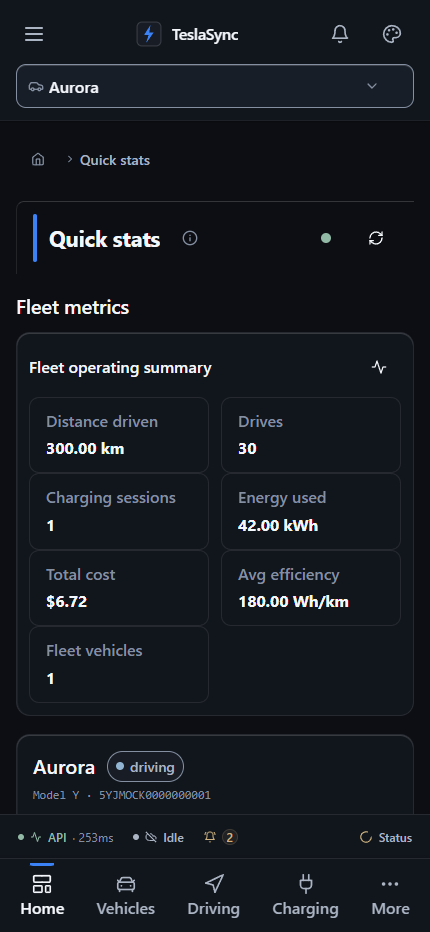 TeslaSync
Aurora
Quick stats
Quick stats
Fleet metrics
Fleet operating summary
Distance driven
300.00 km
Drives
30
Charging sessions
1
Energy used
42.00 kWh
Total cost
$6.72
Avg efficiency
180.00 Wh/km
Fleet vehicles
1
Aurora driving
Model Y · 5YJMOCK0000000001
API · 253ms Idle 2 Status
Home Vehicles Driving Charging More